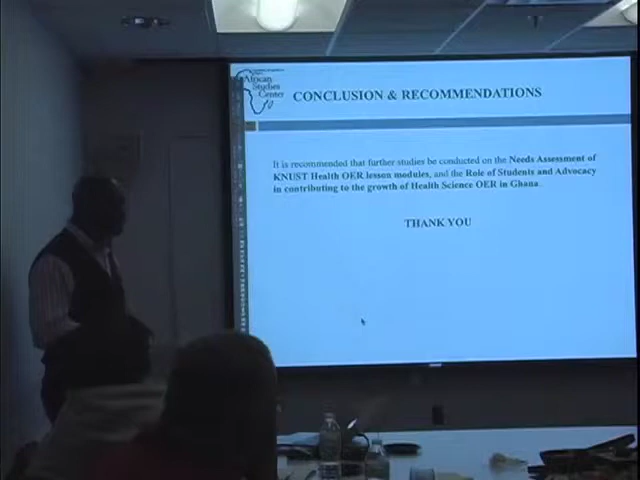 African
Studies
Center
CONCLUSION & RECOMMENDATIONS
It is recommended that further studies be conducted on the Needs Assessment of
KNUST Health OER lesson modules, and the Role of Students and Advocacy
in contributing to the growth of Health Science OER in Ghana.
THANK YOU